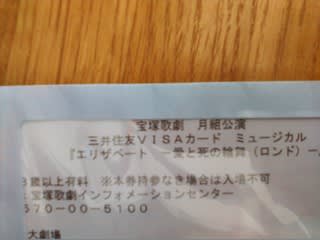 宝塚歌劇 月組公演
三井住友VISAカード ミュージカル
『エリザベート ―愛と死の輪舞(ロンド)―
3歳以上有料 ※本券持参なき場合は入場不可
:宝塚歌劇インフォメーションセンター
570-00-5100
大劇場